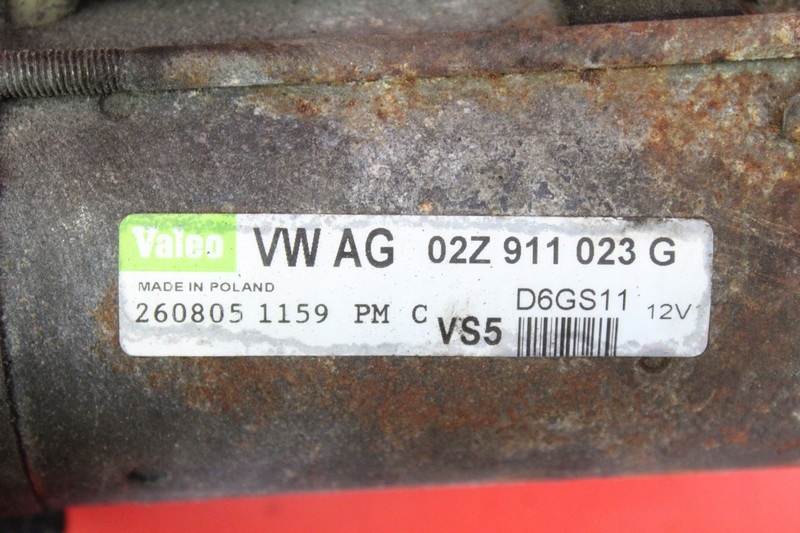 Valeo VW AG 02Z 911 023 G
MADE IN POLAND
260805 1159 PM C VS5 D6GS11 12V